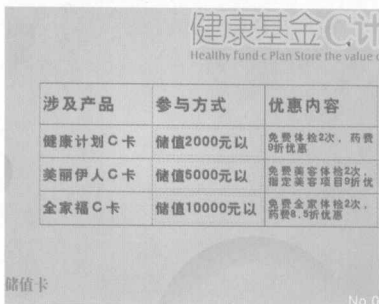 健康基金C计
Healthy fund c Plan Store the value
涉及产品 参与方式 优惠内容
健康计划C卡 储值2000元以 免费体检2次，药费
9折优惠
美丽伊人C卡 储值5000元以 免费美容体检2次，
指定美容项目9折优
全家福C卡 储值10000元以 免费全家体检2次，
药费8.5折优惠
储值卡
No.0